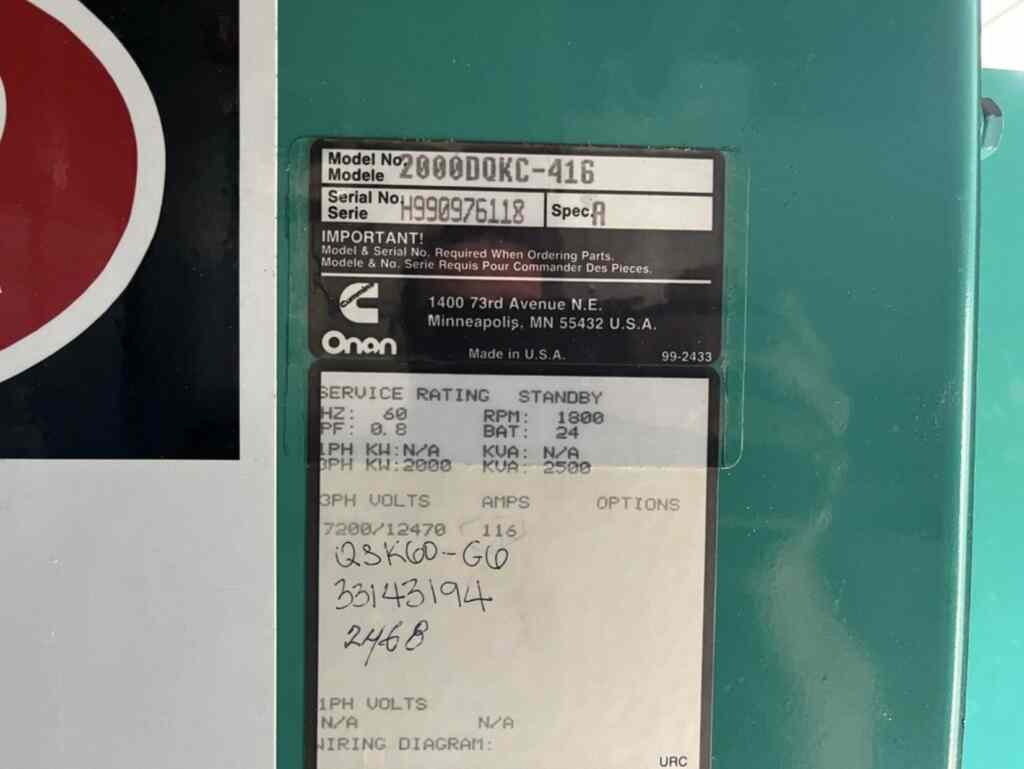 Model No. 2000DQKC-416
Modele
Serial No. H990976118 Spec. A
Serie
IMPORTANT!
Model & Serial No. Required When Ordering Parts.
Modele & No. Serie Requis Pour Commander Des Pieces.
1400 73rd Avenue N.E.
Minneapolis, MN 55432 U.S.A.
Onan
Made in U.S.A. 99-2433
SERVICE RATING STANDBY
HZ: 60 RPM: 1800
PF: 0.8 BAT: 24
1PH KW:N/A KVA: N/A
3PH KW:2000 KVA: 2500
3PH VOLTS AMPS OPTIONS
7200/12470 116
QSK60-G6
33143194
2468
1PH VOLTS
N/A N/A
WIRING DIAGRAM:
URC